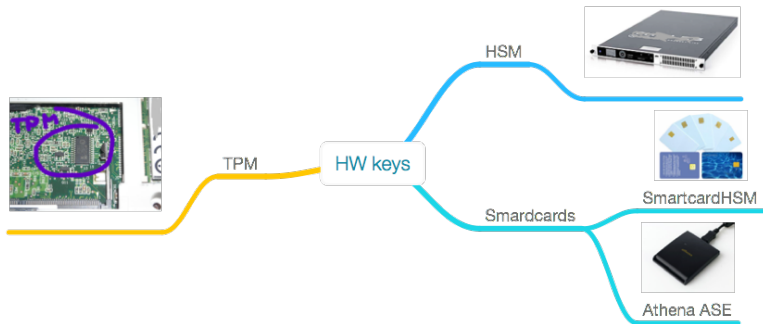 HSM
TPM
TPM
HW keys
Smardcards
SmartcardHSM
Athena ASE